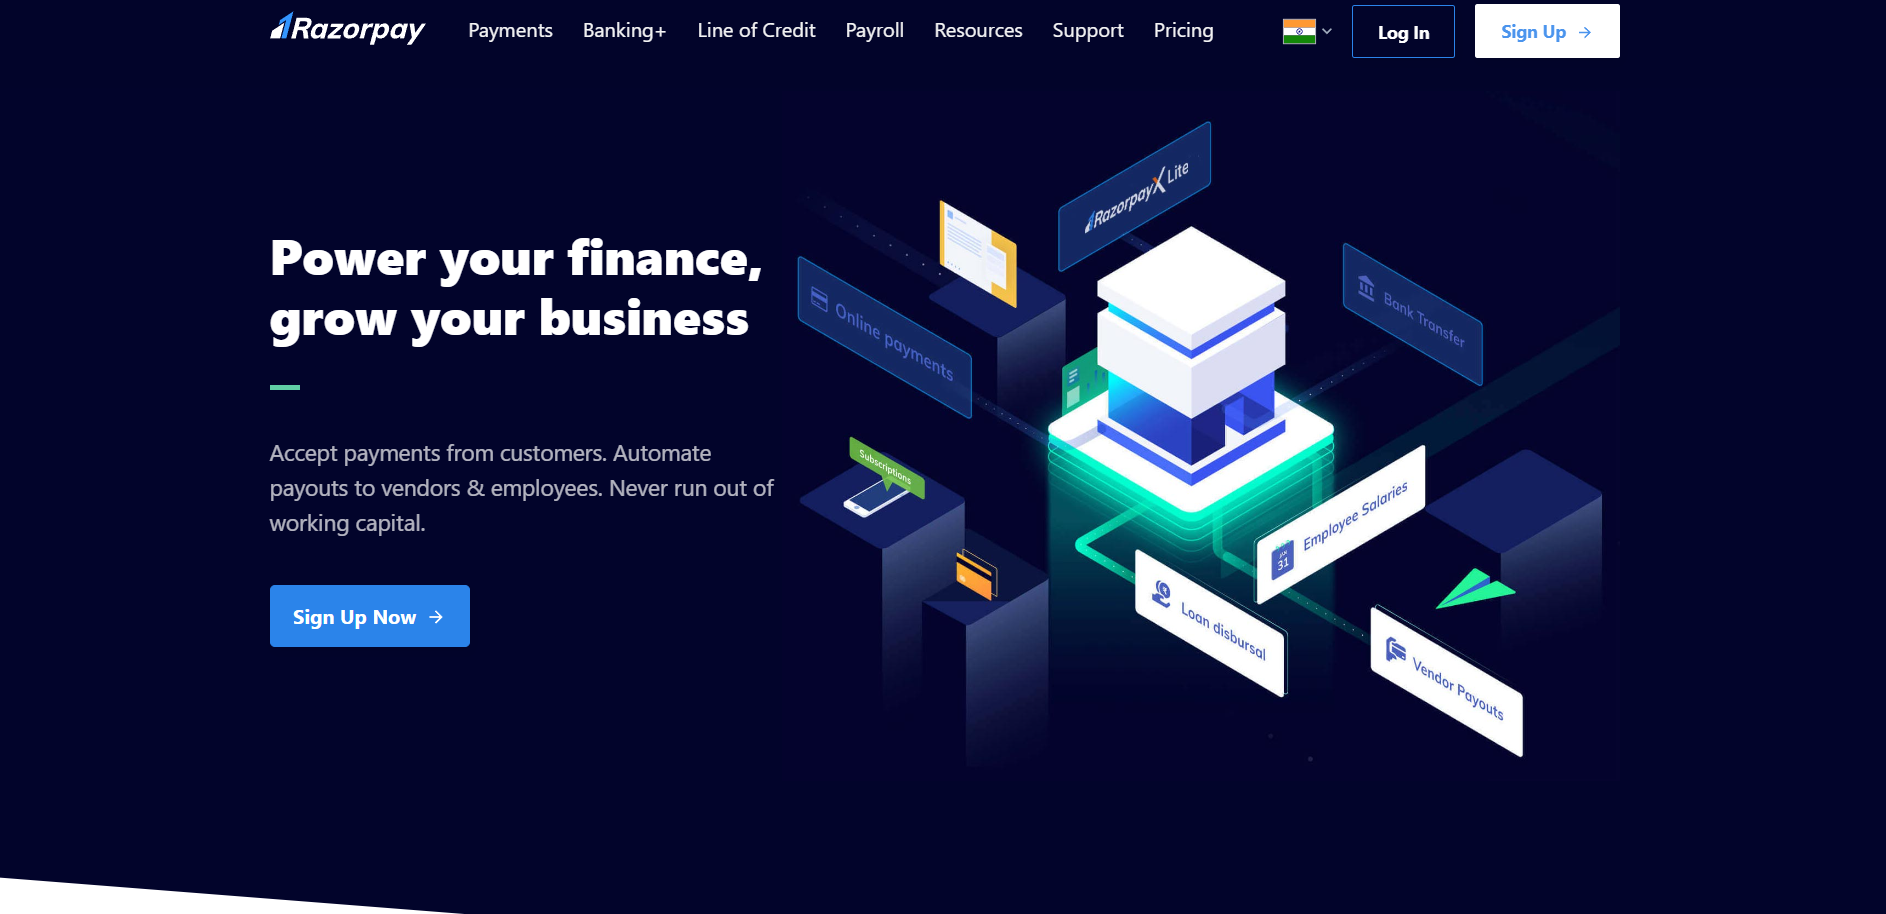 Razorpay
Payments
Banking+
Line of Credit
Payroll
Resources
Support
Pricing
Log In
Sign Up
Power your finance,
grow your business
Accept payments from customers. Automate
payouts to vendors & employees. Never run out of
working capital.
Sign Up Now
RazorpayX Lite
Online payments
Bank Transfer
Subscriptions
Employee Salaries
JAN
31
Loan disbursal
Vendor Payouts